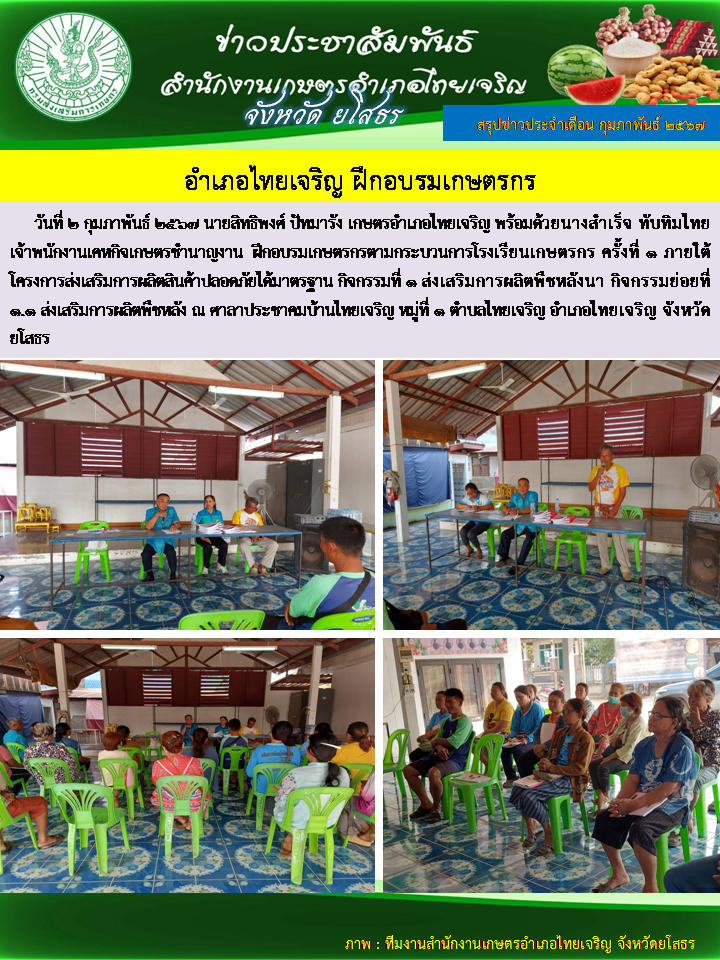 กรมส่งเสริมการเกษตร
ข่าวประชาสัมพันธ์
สำนักงานเกษตรอำเภอไทยเจริญ
จังหวัด ยโสธร
สรุปข่าวประจำเดือน กุมภาพันธ์ ๒๕๖๗
อำเภอไทยเจริญ ฝึกอบรมเกษตรกร
วันที่ ๒ กุมภาพันธ์ ๒๕๖๗ นายสิทธิพงศ์ ปัทมารัง เกษตรอำเภอไทยเจริญ พร้อมด้วยนางสำเร็จ ทับทิมไทย
เจ้าพนักงานเคหกิจเกษตรชำนาญงาน ฝึกอบรมเกษตรกรตามกระบวนการโรงเรียนเกษตรกร ครั้งที่ ๑ ภายใต้
โครงการส่งเสริมการผลิตสินค้าปลอดภัยได้มาตรฐาน กิจกรรมที่ ๑ ส่งเสริมการผลิตพืชหลังนา กิจกรรมย่อยที่
๑.๑ ส่งเสริมการผลิตพืชหลัง ณ ศาลาประชาคมบ้านไทยเจริญ หมู่ที่ ๑ ตำบลไทยเจริญ อำเภอไทยเจริญ จังหวัด
ยโสธร
ภาพ : ทีมงานสำนักงานเกษตรอำเภอไทยเจริญ จังหวัดยโสธร